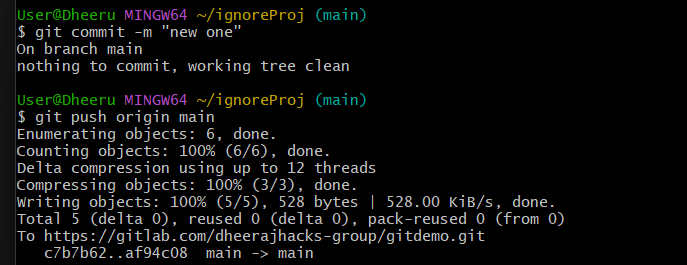 User@Dheeru MINGW64 ~/ignoreProj (main)
$ git commit -m "new one"
On branch main
nothing to commit, working tree clean
User@Dheeru MINGW64 ~/ignoreProj (main)
$ git push origin main
Enumerating objects: 6, done.
Counting objects: 100% (6/6), done.
Delta compression using up to 12 threads
Compressing objects: 100% (3/3), done.
Writing objects: 100% (5/5), 528 bytes | 528.00 KiB/s, done.
Total 5 (delta 0), reused 0 (delta 0), pack-reused 0 (from 0)
To https://gitlab.com/dheerajhacks-group/gitdemo.git
   c7b7b62..af94c08  main -> main